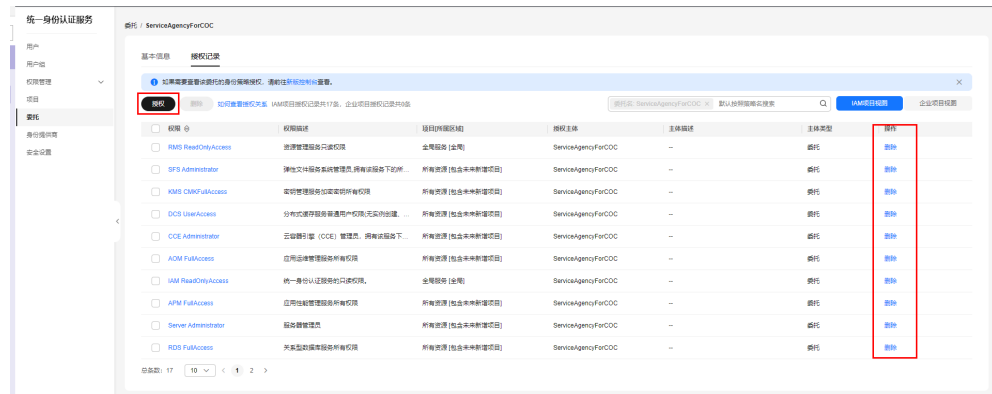 统一身份认证服务
用户
用户组
权限管理
项目
委托
身份提供商
安全设置
委托 / ServiceAgencyForCOC
基本信息 授权记录
如果需要查看该委托的身份策略授权，请前往新版控制台查看。
授权 删除 如何查看授权关系 IAM项目授权记录共17条，企业项目授权记录共0条
委托名: ServiceAgencyForCOC × 默认按照策略名搜索 IAM项目视图 企业项目视图
权限 权限描述 项目[所属区域] 授权主体 主体描述 主体类型 操作
RMS ReadOnlyAccess 资源管理服务只读权限 全局服务 [全局] ServiceAgencyForCOC -- 委托 删除
SFS Administrator 弹性文件服务系统管理员,拥有该服务下的所... 所有资源 [包含未来新增项目] ServiceAgencyForCOC -- 委托 删除
KMS CMKFullAccess 密钥管理服务加密密钥所有权限 所有资源 [包含未来新增项目] ServiceAgencyForCOC -- 委托 删除
DCS UserAccess 分布式缓存服务普通用户权限(无实例创建、... 所有资源 [包含未来新增项目] ServiceAgencyForCOC -- 委托 删除
CCE Administrator 云容器引擎（CCE）管理员，拥有该服务下... 所有资源 [包含未来新增项目] ServiceAgencyForCOC -- 委托 删除
AOM FullAccess 应用运维管理服务所有权限 所有资源 [包含未来新增项目] ServiceAgencyForCOC -- 委托 删除
IAM ReadOnlyAccess 统一身份认证服务的只读权限。 全局服务 [全局] ServiceAgencyForCOC -- 委托 删除
APM FullAccess 应用性能管理服务所有权限 所有资源 [包含未来新增项目] ServiceAgencyForCOC -- 委托 删除
Server Administrator 服务器管理员 所有资源 [包含未来新增项目] ServiceAgencyForCOC -- 委托 删除
RDS FullAccess 关系型数据库服务所有权限 所有资源 [包含未来新增项目] ServiceAgencyForCOC -- 委托 删除
总条数: 17 10 < 1 2 >